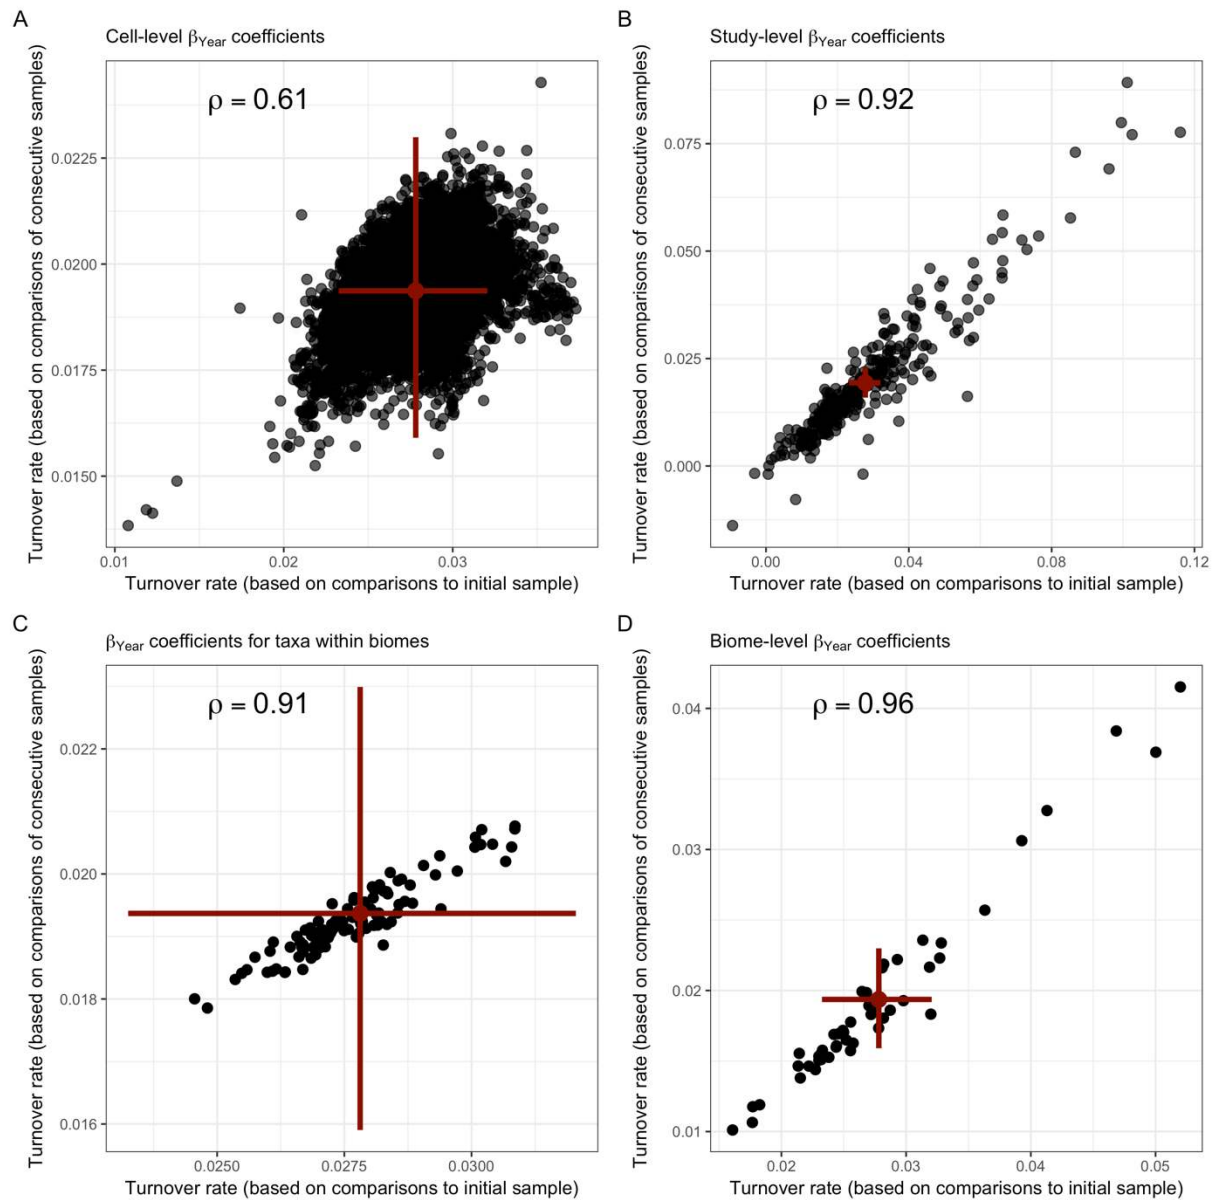 A
Cell-level βYear coefficients
Turnover rate (based on comparisons of consecutive samples)
ρ = 0.61
0.0225
0.0200
0.0175
0.0150
0.01
0.02
0.03
Turnover rate (based on comparisons to initial sample)
B
Study-level βYear coefficients
Turnover rate (based on comparisons of consecutive samples)
ρ = 0.92
0.075
0.050
0.025
0.000
0.00
0.04
0.08
0.12
Turnover rate (based on comparisons to initial sample)
C
βYear coefficients for taxa within biomes
Turnover rate (based on comparisons of consecutive samples)
ρ = 0.91
0.022
0.020
0.018
0.016
0.0250
0.0275
0.0300
Turnover rate (based on comparisons to initial sample)
D
Biome-level βYear coefficients
Turnover rate (based on comparisons of consecutive samples)
ρ = 0.96
0.04
0.03
0.02
0.01
0.02
0.03
0.04
0.05
Turnover rate (based on comparisons to initial sample)